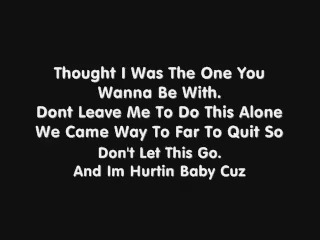 Thought I Was The One You
Wanna Be With.
Dont Leave Me To Do This Alone
We Came Way To Far To Quit So
Don't Let This Go.
And Im Hurtin Baby Cuz